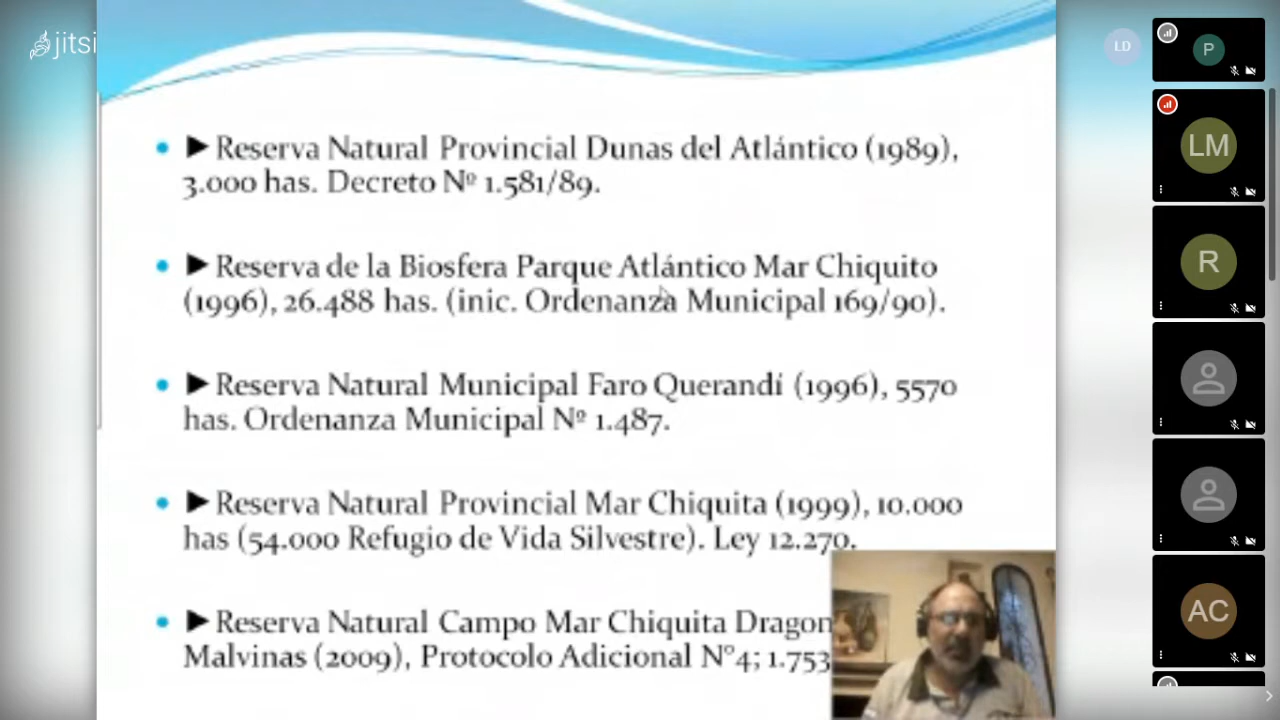 jitsi
► Reserva Natural Provincial Dunas del Atlántico (1989),
3.000 has. Decreto Nº 1.581/89.
► Reserva de la Biosfera Parque Atlántico Mar Chiquito
(1996), 26.488 has. (inic. Ordenanza Municipal 169/90).
► Reserva Natural Municipal Faro Querandí (1996), 5570
has. Ordenanza Municipal Nº 1.487.
► Reserva Natural Provincial Mar Chiquita (1999), 10.000
has (54.000 Refugio de Vida Silvestre). Ley 12.270.
► Reserva Natural Campo Mar Chiquita Dragon
Malvinas (2009), Protocolo Adicional N°4; 1.753
LD
P
LM
R
AC